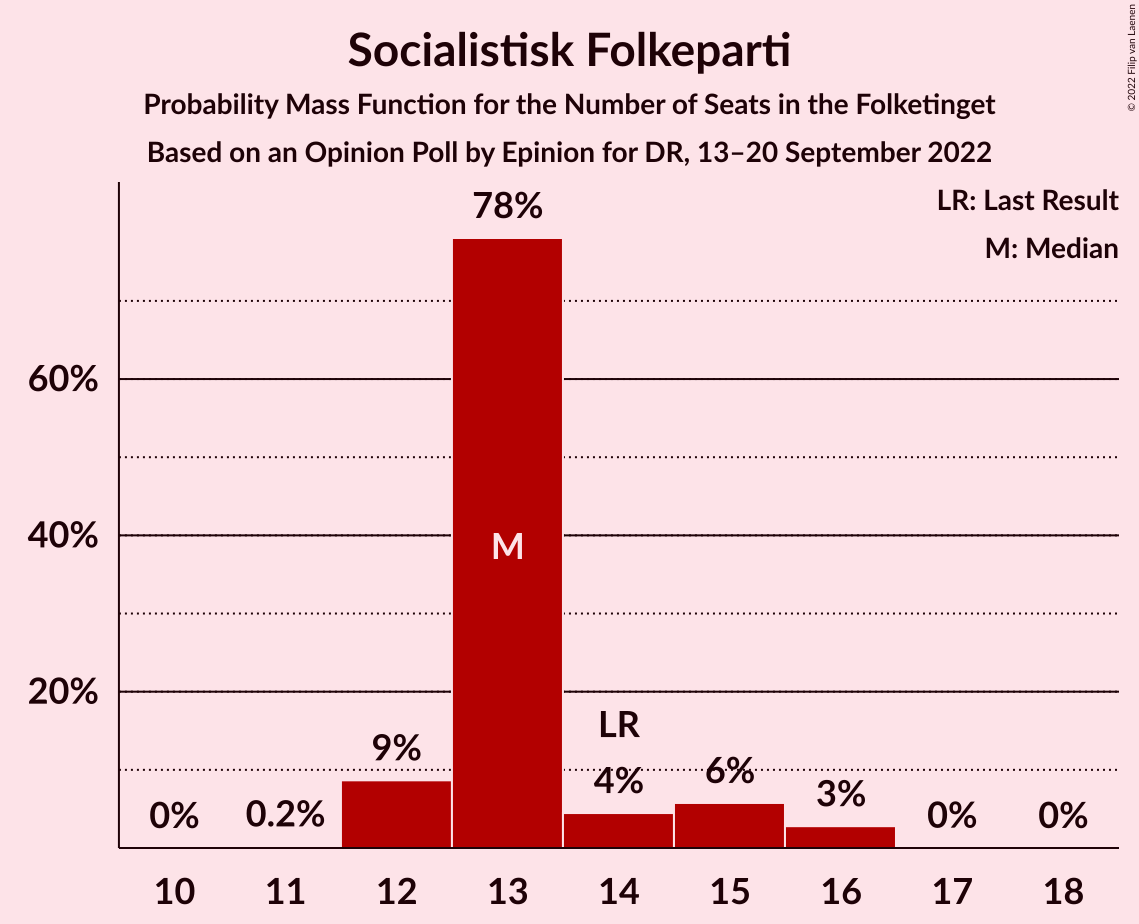 © 2022 Filip van Laenen
Socialistisk Folkeparti
Probability Mass Function for the Number of Seats in the Folketinget
Based on an Opinion Poll by Epinion for DR, 13–20 September 2022
LR: Last Result
M: Median
78%
60%
40%
20%
M
LR
0%
0.2%
9%
4%
6%
3%
0%
0%
10 11 12 13 14 15 16 17 18